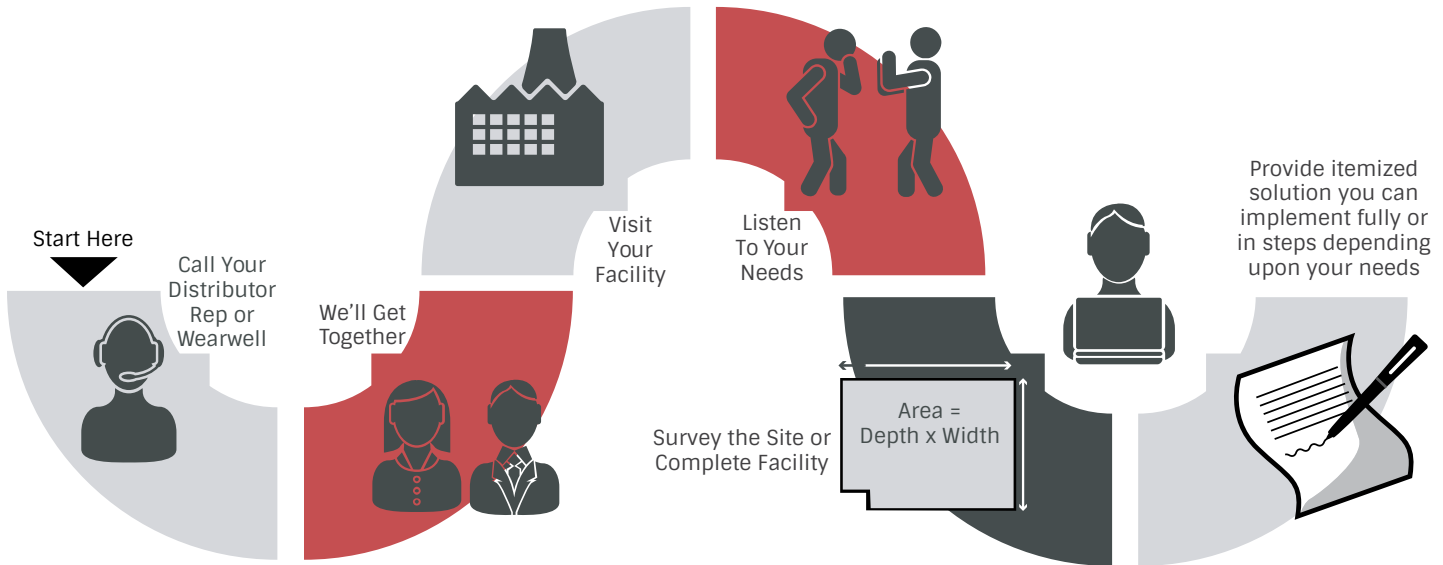 Start Here
Call Your
Distributor
Rep or
Wearwell
We'll Get
Together
Visit
Your
Facility
Listen
To Your
Needs
Survey the Site or
Complete Facility
Area =
Depth x Width
Provide itemized
solution you can
implement fully or
in steps depending
upon your needs